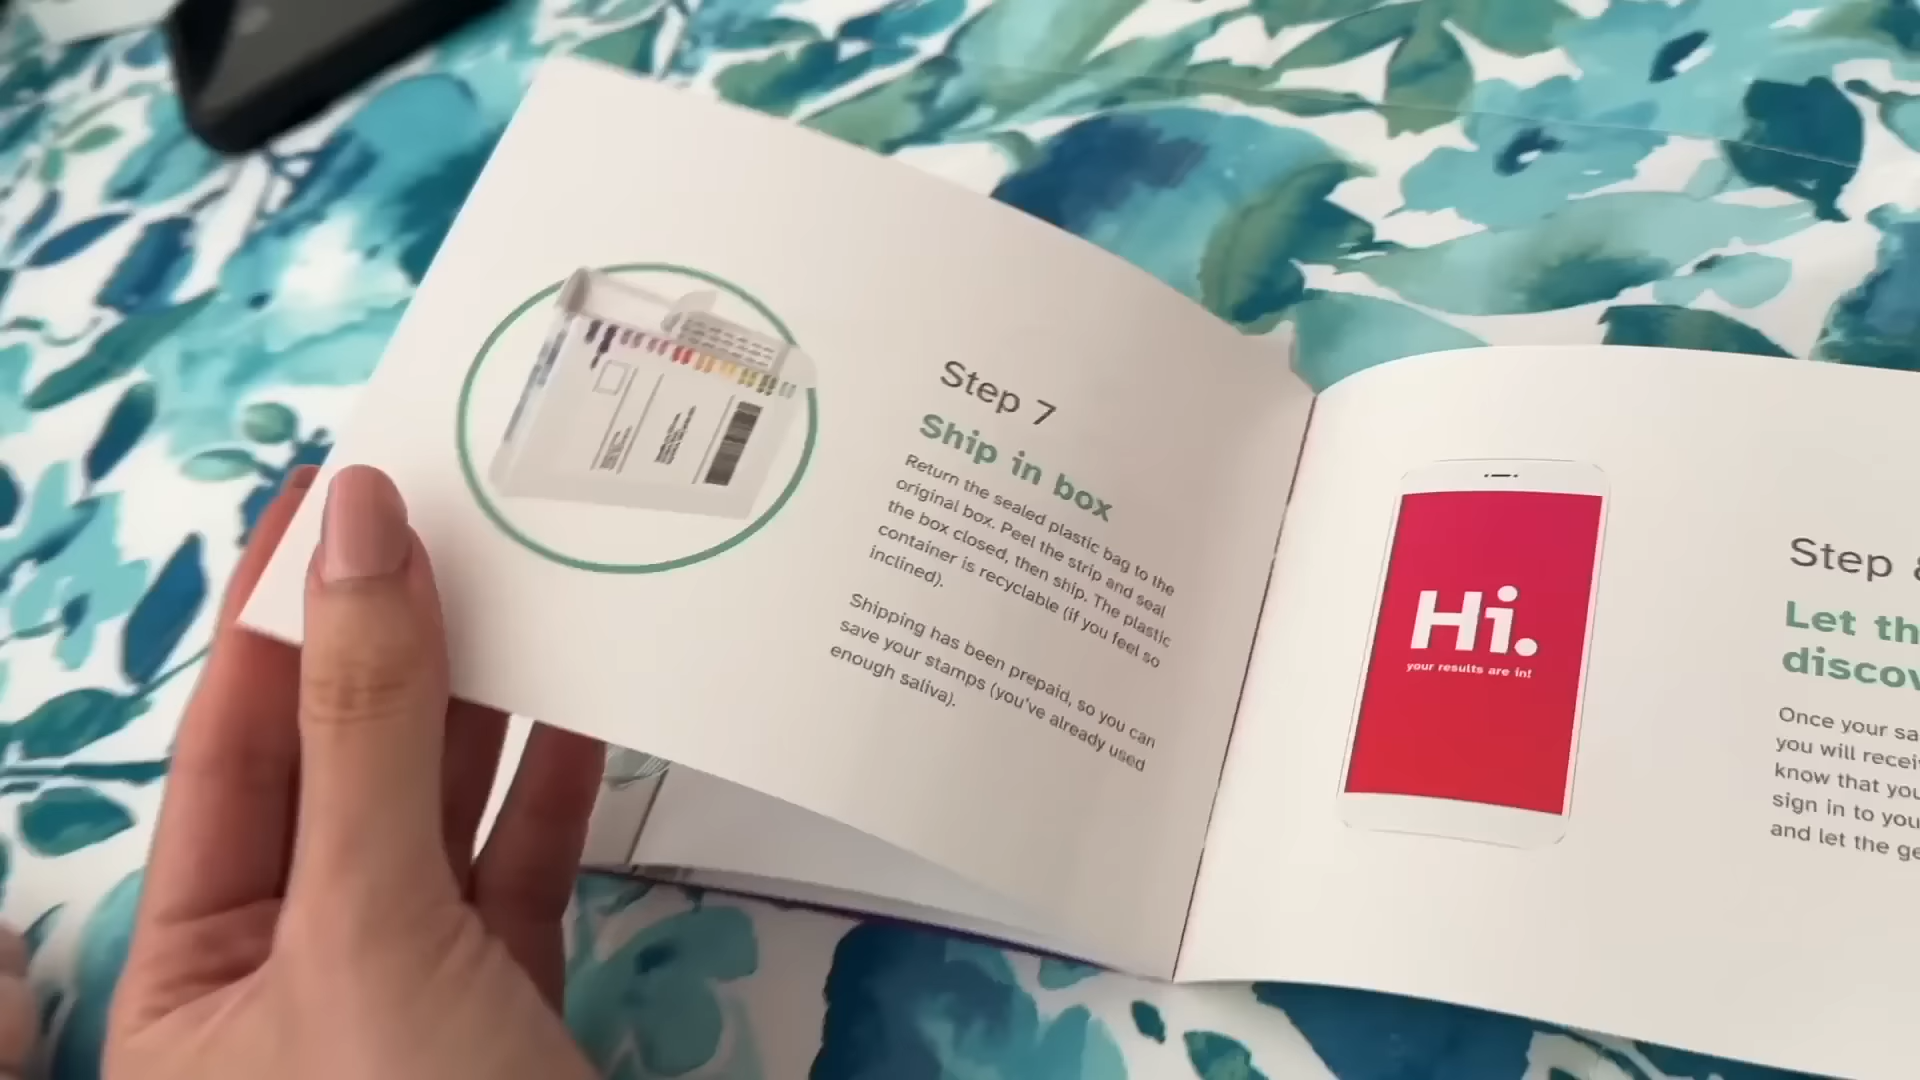 Step 7
Ship in box
Return the sealed plastic bag to the
original box. Peel the strip and seal
the box closed, then ship. The plastic
container is recyclable (if you feel so
inclined).
Shipping has been prepaid, so you can
save your stamps (you've already used
enough saliva).
Hi.
your results are in!
Step
Let
discov
Once your sa
you will recei
know that you
sign in to you
and let the ge